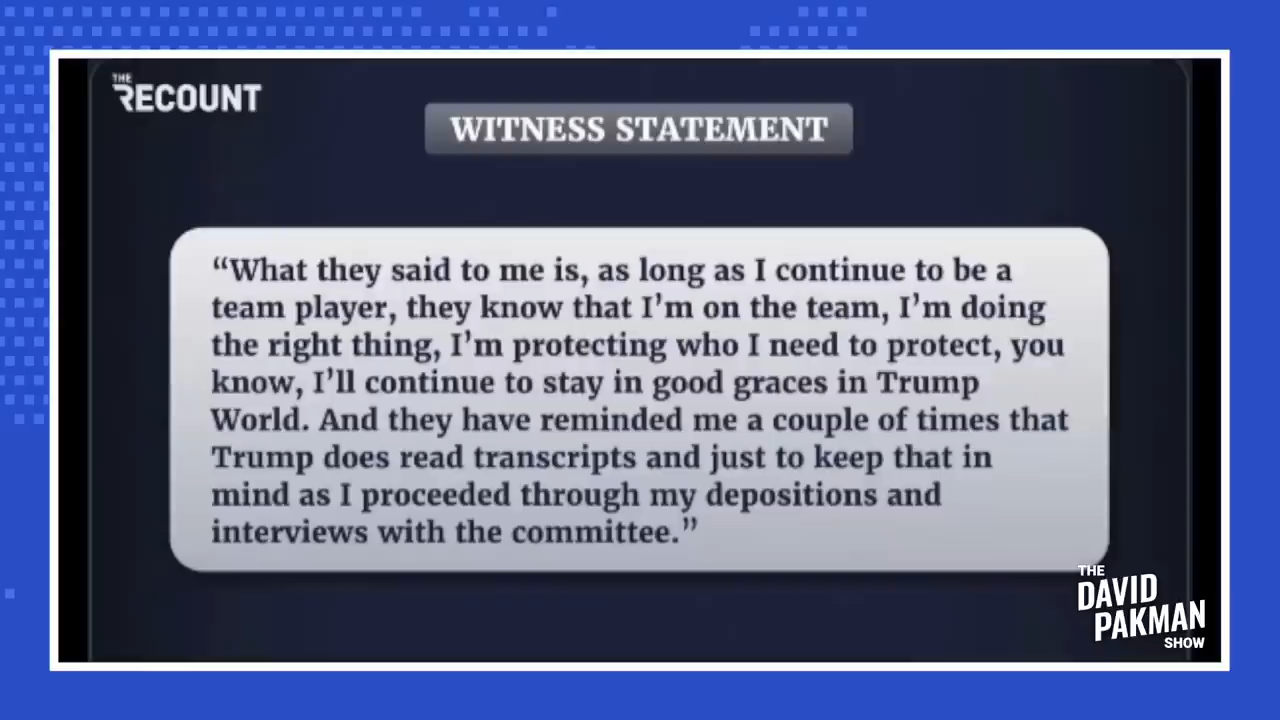 THE
RECOUNT
WITNESS STATEMENT
“What they said to me is, as long as I continue to be a
team player, they know that I’m on the team, I’m doing
the right thing, I’m protecting who I need to protect, you
know, I’ll continue to stay in good graces in Trump
World. And they have reminded me a couple of times that
Trump does read transcripts and just to keep that in
mind as I proceeded through my depositions and
interviews with the committee.”
THE
DAVID
PAKMAN
SHOW